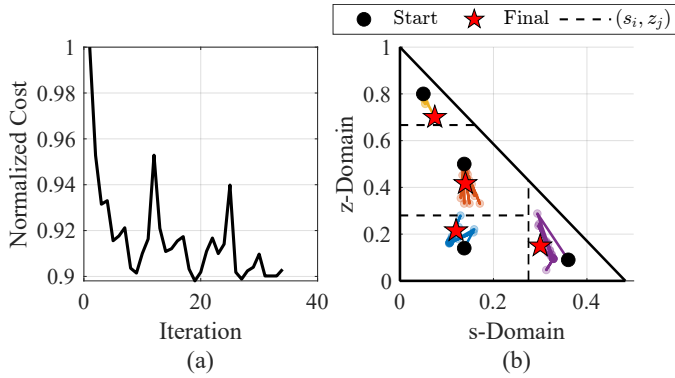 Start Final (s_i, z_j)
1
0.98
0.96
0.94
0.92
0.9
0 20 40
Normalized Cost
Iteration
(a)
1
0.8
0.6
0.4
0.2
0
0 0.2 0.4
z-Domain
s-Domain
(b)